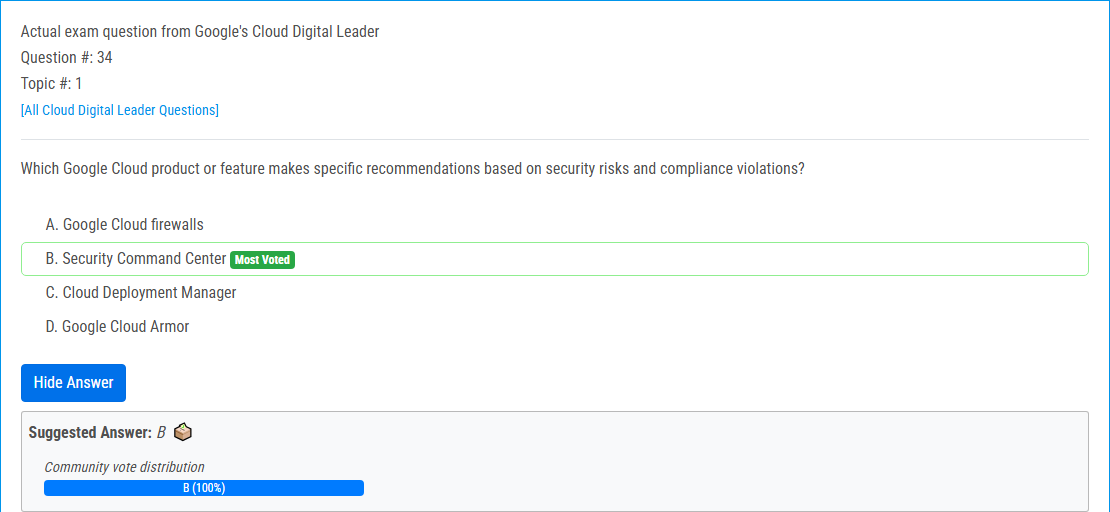 Actual exam question from Google's Cloud Digital Leader
Question #: 34
Topic #: 1
[All Cloud Digital Leader Questions]
Which Google Cloud product or feature makes specific recommendations based on security risks and compliance violations?
A. Google Cloud firewalls
B. Security Command Center Most Voted
C. Cloud Deployment Manager
D. Google Cloud Armor
Hide Answer
Suggested Answer: B
Community vote distribution
B (100%)